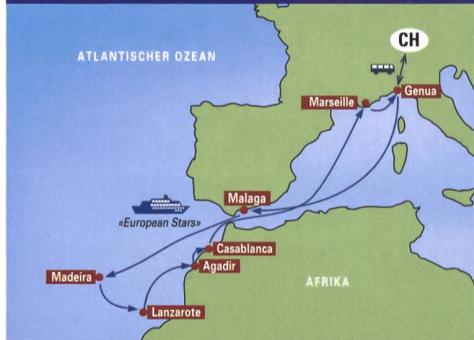 CH
ATLANTISCHER OZEAN
Genua
Marseille
Malaga
«European Stars»
Casablanca
Agadir
Madeira
AFRIKA
Lanzarote